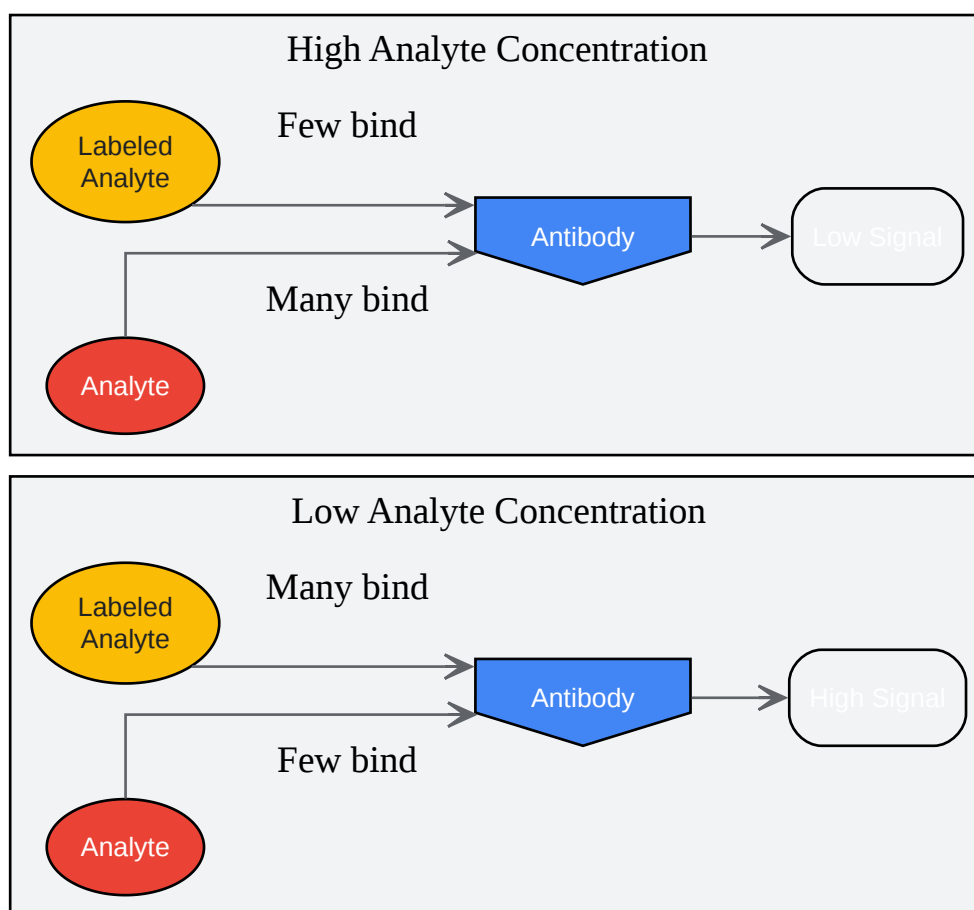 High Analyte Concentration
Few bind
Labeled
Analyte
Antibody
Low Signal
Many bind
Analyte
Low Analyte Concentration
Many bind
Labeled
Analyte
Antibody
High Signal
Few bind
Analyte